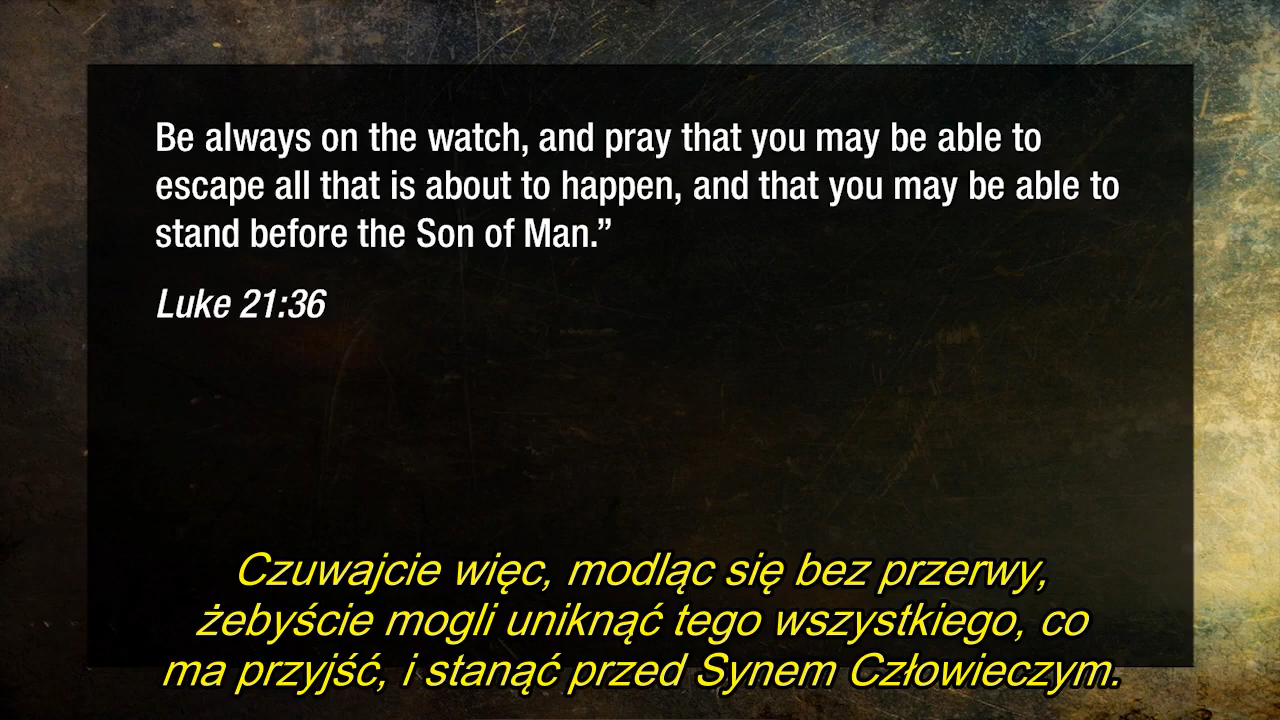 Be always on the watch, and pray that you may be able to
escape all that is about to happen, and that you may be able to
stand before the Son of Man.”
Luke 21:36
Czuwajcie więc, modląc się bez przerwy,
żebyście mogli uniknąć tego wszystkiego, co
ma przyjść, i stanąć przed Synem Człowieczym.